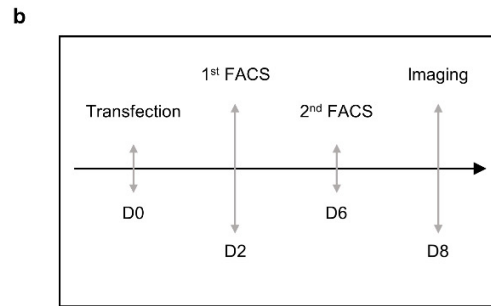 b
1st FACS
Imaging
Transfection
2nd FACS
D0
D6
D2
D8